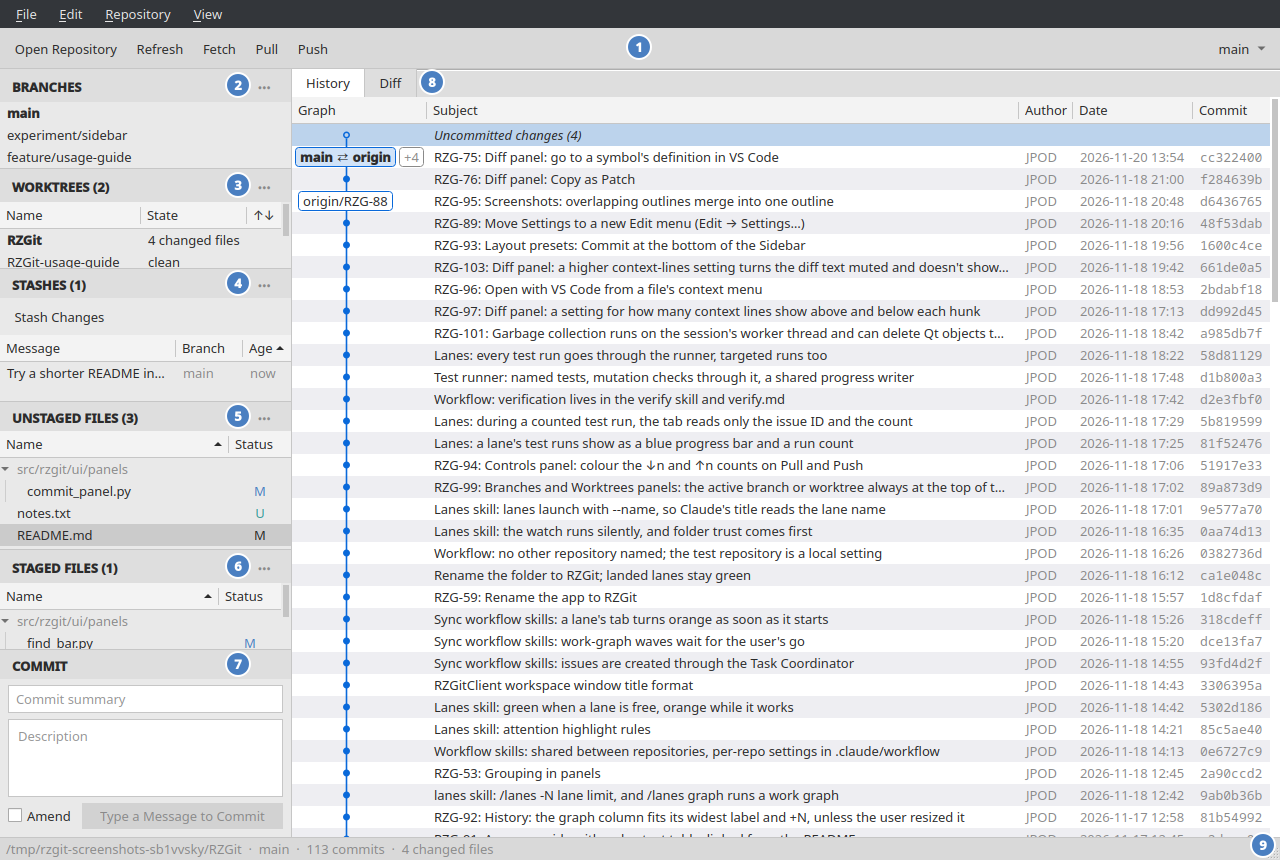 File Edit Repository View
Open Repository Refresh Fetch Pull Push 1 main
BRANCHES 2 ...
main
experiment/sidebar
feature/usage-guide
WORKTREES (2) 3 ...
Name State ↑↓
RZGit 4 changed files
RZGit-usage-guide clean
STASHES (1) 4 ...
Stash Changes
Message Branch Age
Try a shorter README in... main now
UNSTAGED FILES (3) 5 ...
Name Status
src/rzgit/ui/panels
commit_panel.py M
notes.txt U
README.md M
STAGED FILES (1) 6 ...
Name Status
src/rzgit/ui/panels
find_bar.py M
COMMIT 7
Commit summary
Description
Amend Type a Message to Commit
History Diff 8
Graph Subject Author Date Commit
Uncommitted changes (4)
main ⇄ origin +4 RZG-75: Diff panel: go to a symbol's definition in VS Code JPOD 2026-11-20 13:54 cc322400
RZG-76: Diff panel: Copy as Patch JPOD 2026-11-18 21:00 f284639b
origin/RZG-88 RZG-95: Screenshots: overlapping outlines merge into one outline JPOD 2026-11-18 20:48 d6436765
RZG-89: Move Settings to a new Edit menu (Edit → Settings...) JPOD 2026-11-18 20:16 48f53dab
RZG-93: Layout presets: Commit at the bottom of the Sidebar JPOD 2026-11-18 19:56 1600c4ce
RZG-103: Diff panel: a higher context-lines setting turns the diff text muted and doesn't show... JPOD 2026-11-18 19:42 661de0a5
RZG-96: Open with VS Code from a file's context menu JPOD 2026-11-18 18:53 2bdabf18
RZG-97: Diff panel: a setting for how many context lines show above and below each hunk JPOD 2026-11-18 17:13 dd992d45
RZG-101: Garbage collection runs on the session's worker thread and can delete Qt objects t... JPOD 2026-11-18 18:42 a985db7f
Lanes: every test run goes through the runner, targeted runs too JPOD 2026-11-18 18:22 58d81129
Test runner: named tests, mutation checks through it, a shared progress writer JPOD 2026-11-18 17:48 d1b800a3
Workflow: verification lives in the verify skill and verify.md JPOD 2026-11-18 17:42 d2e3fbf0
Lanes: during a counted test run, the tab reads only the issue ID and the count JPOD 2026-11-18 17:29 5b819599
Lanes: a lane's test runs show as a blue progress bar and a run count JPOD 2026-11-18 17:25 81f52476
RZG-94: Controls panel: colour the ↓n and ↑n counts on Pull and Push JPOD 2026-11-18 17:06 51917e33
RZG-99: Branches and Worktrees panels: the active branch or worktree always at the top of t... JPOD 2026-11-18 17:02 89a873d9
Lanes skill: lanes launch with --name, so Claude's title reads the lane name JPOD 2026-11-18 17:01 9e577a70
Lanes skill: the watch runs silently, and folder trust comes first JPOD 2026-11-18 16:35 0aa74d13
Workflow: no other repository named; the test repository is a local setting JPOD 2026-11-18 16:26 0382736d
Rename the folder to RZGit; landed lanes stay green JPOD 2026-11-18 16:12 ca1e048c
RZG-59: Rename the app to RZGit JPOD 2026-11-18 15:57 1d8cfdaf
Sync workflow skills: a lane's tab turns orange as soon as it starts JPOD 2026-11-18 15:26 318cdeff
Sync workflow skills: work-graph waves wait for the user's go JPOD 2026-11-18 15:20 dce13fa7
Sync workflow skills: issues are created through the Task Coordinator JPOD 2026-11-18 14:55 93fd4d2f
RZGitClient workspace window title format JPOD 2026-11-18 14:43 3306395a
Lanes skill: green when a lane is free, orange while it works JPOD 2026-11-18 14:42 5302d186
Lanes skill: attention highlight rules JPOD 2026-11-18 14:21 85c5ae40
Workflow skills: shared between repositories, per-repo settings in .claude/workflow JPOD 2026-11-18 14:13 0e6727c9
RZG-53: Grouping in panels JPOD 2026-11-18 12:45 2a90ccd2
lanes skill: /lanes -N lane limit, and /lanes graph runs a work graph JPOD 2026-11-18 12:42 9ab0b36b
RZG-92: History: the graph column fits its widest label and +N, unless the user resized it JPOD 2026-11-17 12:58 81b54992
/tmp/rzgit-screenshots-sb1vvsky/RZGit · main · 113 commits · 4 changed files 9